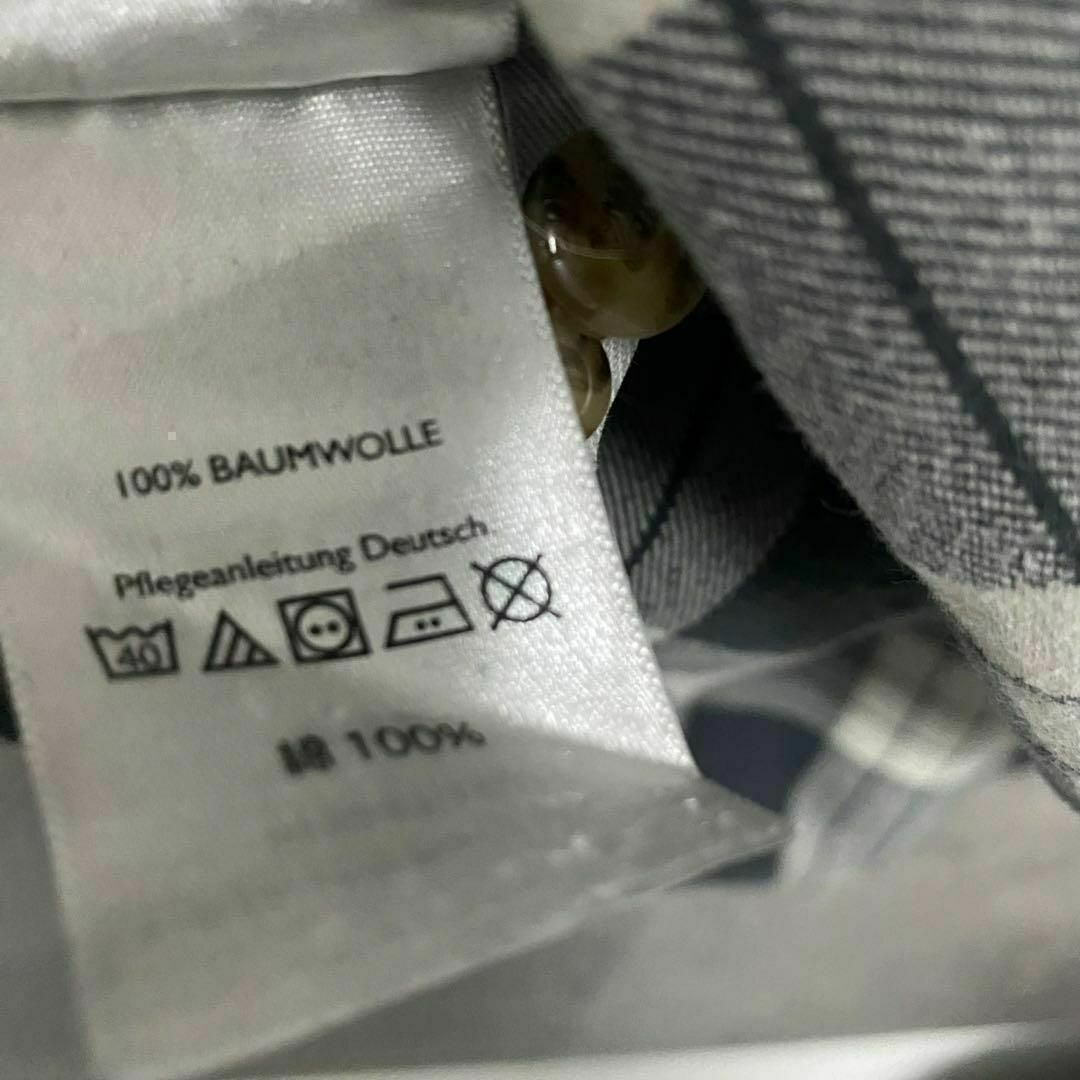 100% BAUMWOLLE
Pflegeanleitung Deutsch
40
綿 100%